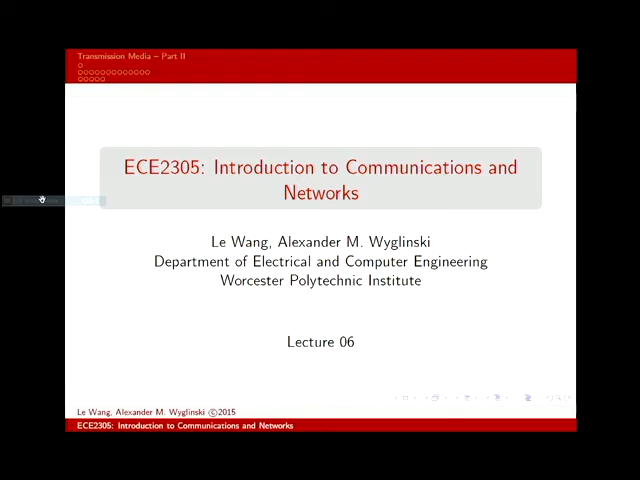 Transmission Media – Part II
ECE2305: Introduction to Communications and
Networks
Le Wang, Alexander M. Wyglinski
Department of Electrical and Computer Engineering
Worcester Polytechnic Institute
Lecture 06
Le Wang, Alexander M. Wyglinski ©2015
ECE2305: Introduction to Communications and Networks